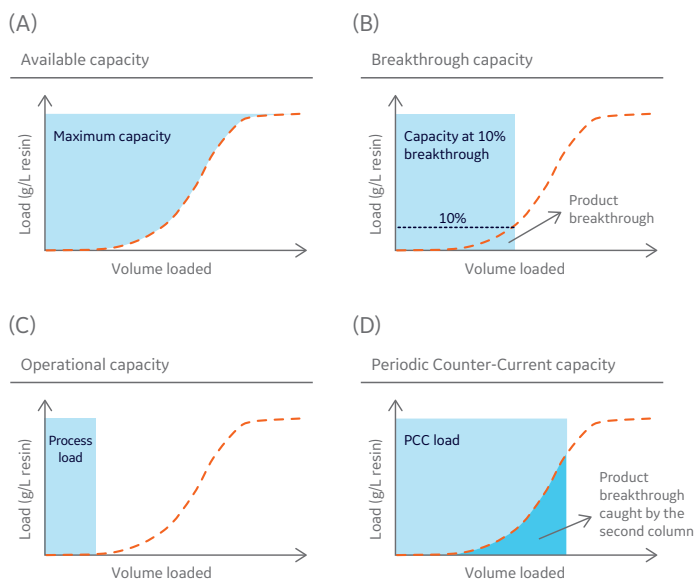 (A)
Available capacity
Maximum capacity
Load (g/L resin)
Volume loaded
(B)
Breakthrough capacity
Capacity at 10%
breakthrough
10%
Product
breakthrough
Load (g/L resin)
Volume loaded
(C)
Operational capacity
Process
load
Load (g/L resin)
Volume loaded
(D)
Periodic Counter-Current capacity
PCC load
Product
breakthrough
caught by the
second column
Load (g/L resin)
Volume loaded